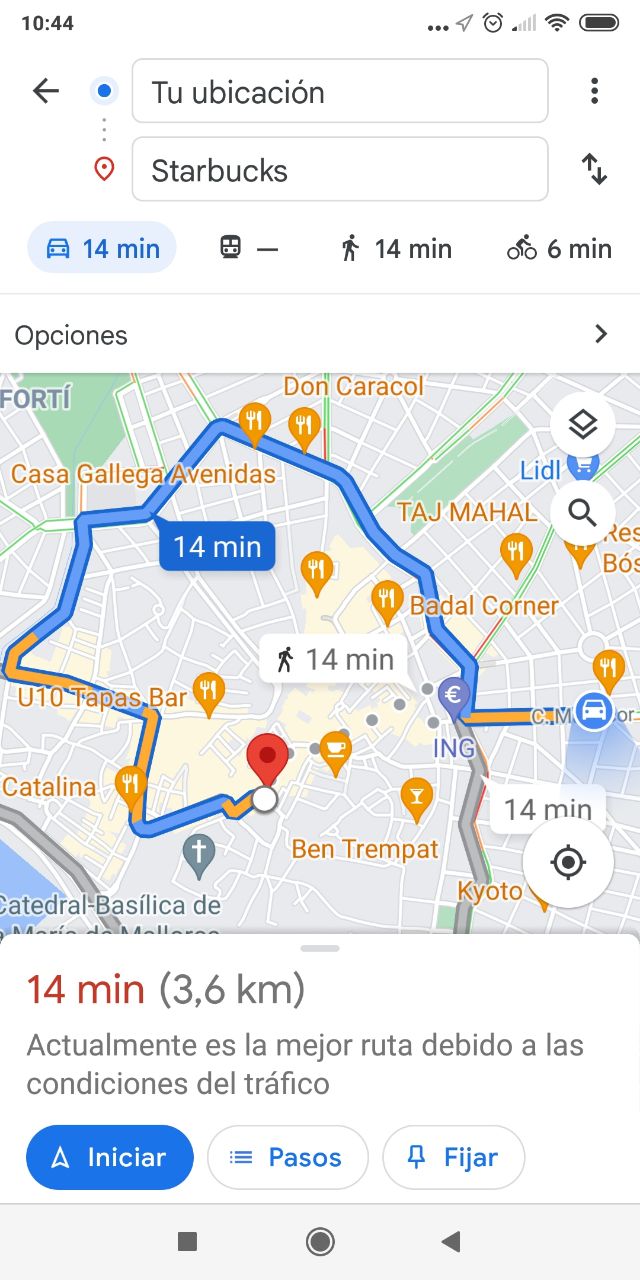 10:44
Tu ubicación
Starbucks
14 min
—
14 min
6 min
Opciones
FORTÍ
Don Caracol
Casa Gallega Avenidas
Lidl
TAJ MAHAL
Res
Bós
14 min
Badal Corner
14 min
U10 Tapas Bar
€
C. M
or
ING
Catalina
14 min
Ben Trempat
Kyoto
Catedral-Basílica de
14 min (3,6 km)
Actualmente es la mejor ruta debido a las
condiciones del tráfico
Iniciar
Pasos
Fijar